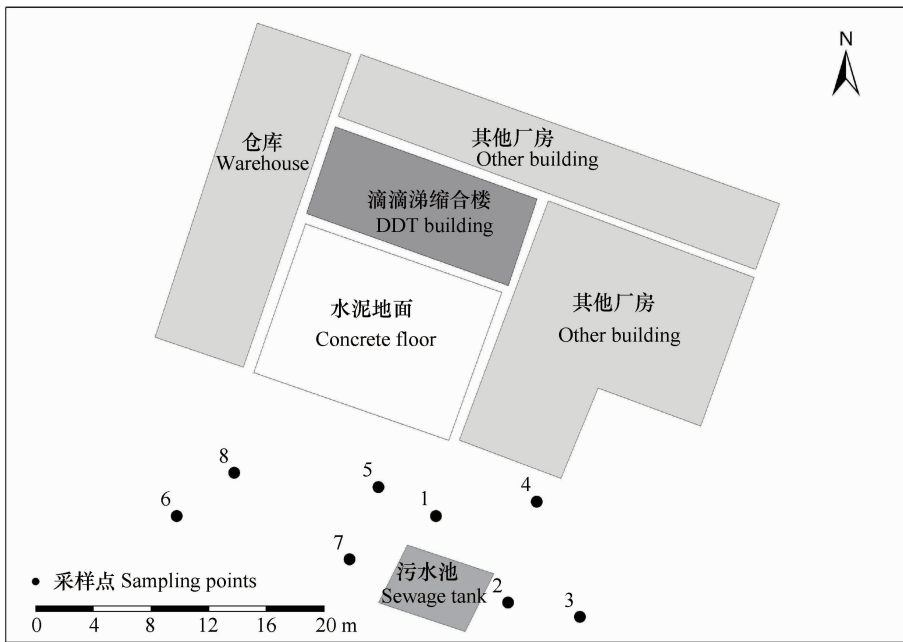 N
仓库
Warehouse
其他厂房
Other building
滴滴涕缩合楼
DDT building
水泥地面
Concrete floor
其他厂房
Other building
8
5
4
6
1
7
污水池
Sewage tank
2
3
采样点 Sampling points
0 4 8 12 16 20 m